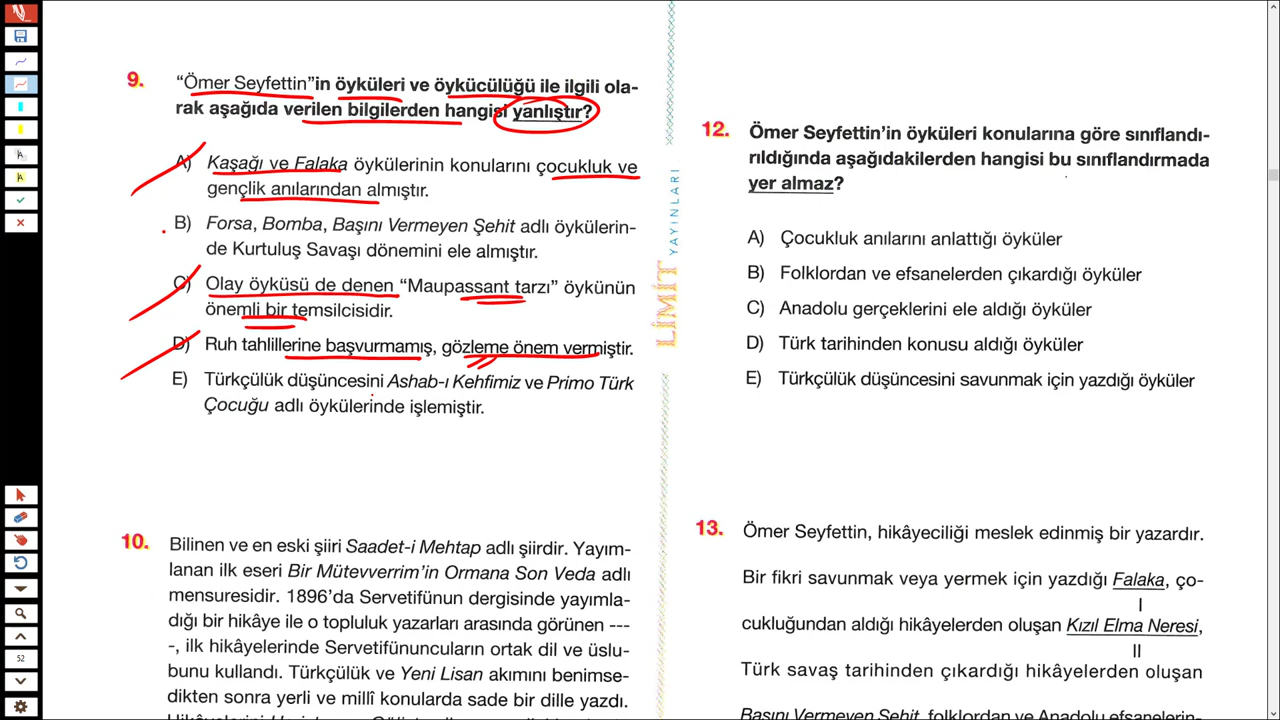 9. “Ömer Seyfettin”in öyküleri ve öykücülüğü ile ilgili ola-
rak aşağıda verilen bilgilerden hangisi yanlıştır?
A) Kaşağı ve Falaka öykülerinin konularını çocukluk ve
gençlik anılarından almıştır.
B) Forsa, Bomba, Başını Vermeyen Şehit adlı öykülerin-
de Kurtuluş Savaşı dönemini ele almıştır.
C) Olay öyküsü de denen “Maupassant tarzı” öykünün
önemli bir temsilcisidir.
D) Ruh tahlillerine başvurmamış, gözleme önem vermiştir.
E) Türkçülük düşüncesini Ashab-ı Kehfimiz ve Primo Türk
Çocuğu adlı öykülerinde işlemiştir.
10. Bilinen ve en eski şiiri Saadet-i Mehtap adlı şiirdir. Yayım-
lanan ilk eseri Bir Mütevverrim’in Ormana Son Veda adlı
mensuresidir. 1896’da Servetifünun dergisinde yayımla-
dığı bir hikâye ile o topluluk yazarları arasında görünen ---
-, ilk hikâyelerinde Servetifünuncuların ortak dil ve üslu-
bunu kullandı. Türkçülük ve Yeni Lisan akımını benimse-
dikten sonra yerli ve millî konularda sade bir dille yazdı.
LİMİT YAYINLARI
12. Ömer Seyfettin’in öyküleri konularına göre sınıflandı-
rıldığında aşağıdakilerden hangisi bu sınıflandırmada
yer almaz?
A) Çocukluk anılarını anlattığı öyküler
B) Folklordan ve efsanelerden çıkardığı öyküler
C) Anadolu gerçeklerini ele aldığı öyküler
D) Türk tarihinden konusu aldığı öyküler
E) Türkçülük düşüncesini savunmak için yazdığı öyküler
13. Ömer Seyfettin, hikâyeciliği meslek edinmiş bir yazardır.
Bir fikri savunmak veya yermek için yazdığı Falaka, ço-
I
cukluğundan aldığı hikâyelerden oluşan Kızıl Elma Neresi,
II
Türk savaş tarihinden çıkardığı hikâyelerden oluşan
Başını Vermeyen Şehit, folklordan ve Anadolu efsanelerin-
52